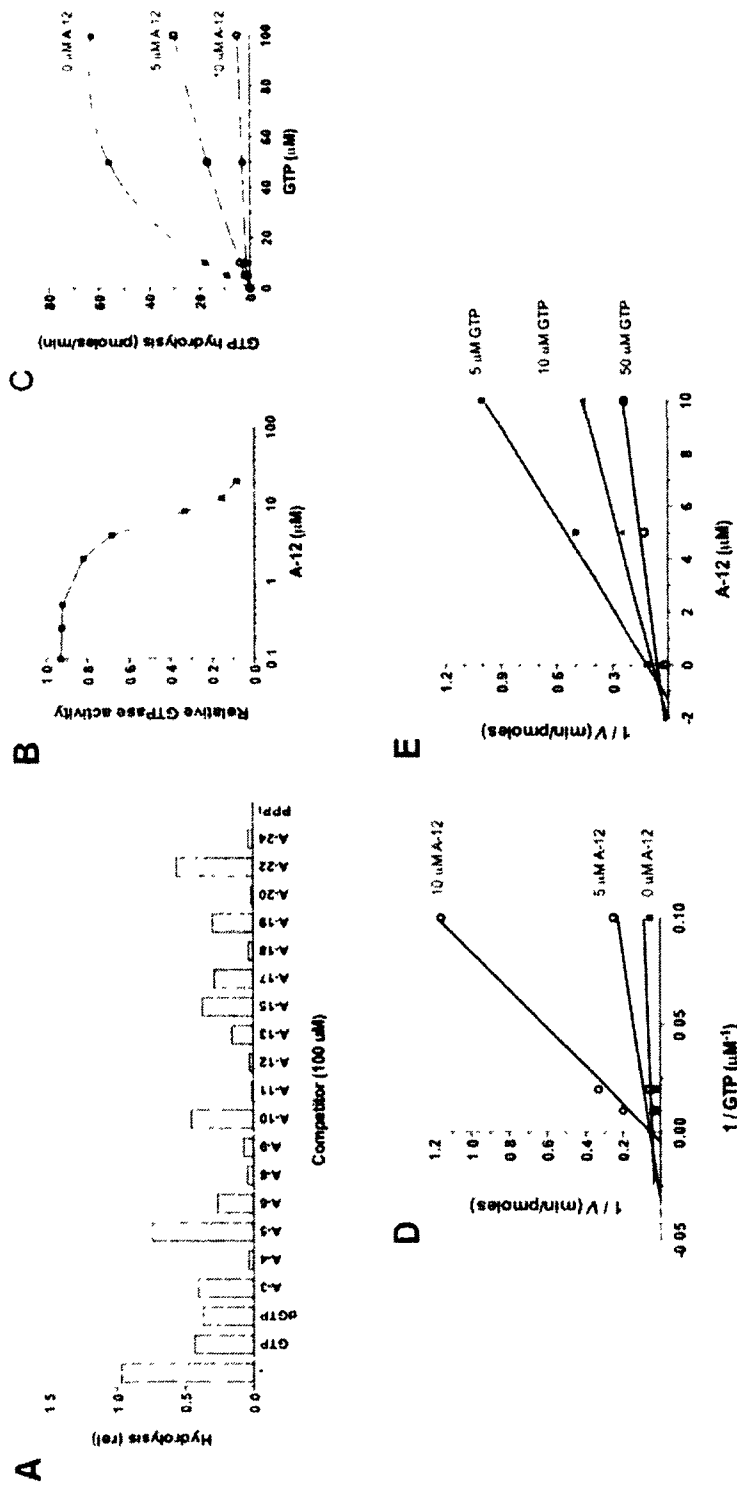 A
Hydrolysis (rel)
1.5
1.0
0.5
0.0
-
GTP
dGTP
A-3
A-4
A-5
A-6
A-8
A-9
A-10
A-11
A-12
A-13
A-15
A-17
A-18
A-19
A-20
A-22
A-24
PPPi
Competitor (100 uM)
B
Relative GTPase activity
1.0
0.8
0.6
0.4
0.2
0.0
0.1
1
10
100
A-12 (μM)
C
GTP hydrolysis (pmoles/min)
80
60
40
20
0
0
20
40
60
80
100
GTP (μM)
0 uM A-12
5 uM A-12
10 uM A-12
D
1 / V (min/pmoles)
1.2
1.0
0.8
0.6
0.4
0.2
-0.05
0.00
0.05
0.10
1 / GTP (μM-1)
10 uM A-12
5 uM A-12
0 uM A-12
E
1 / V (min/pmoles)
1.2
0.9
0.6
0.3
-2
0
2
4
6
8
10
A-12 (μM)
5 uM GTP
10 uM GTP
50 uM GTP